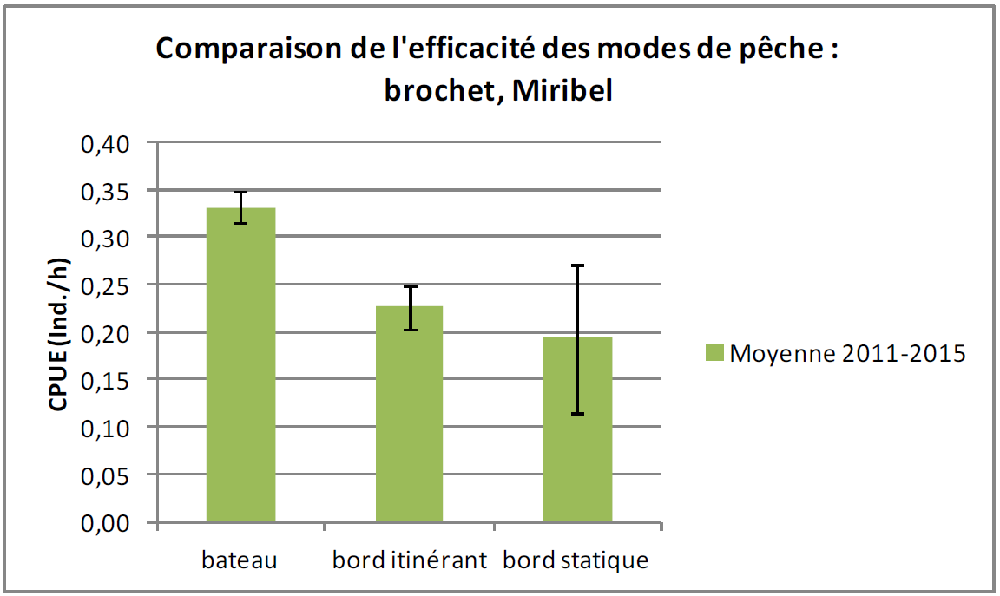 Comparaison de l'efficacité des modes de pêche :
brochet, Miribel
0,40
0,35
0,30
0,25
0,20
0,15
0,10
0,05
0,00
CPUE (Ind./h)
bateau
bord itinérant
bord statique
Moyenne 2011-2015